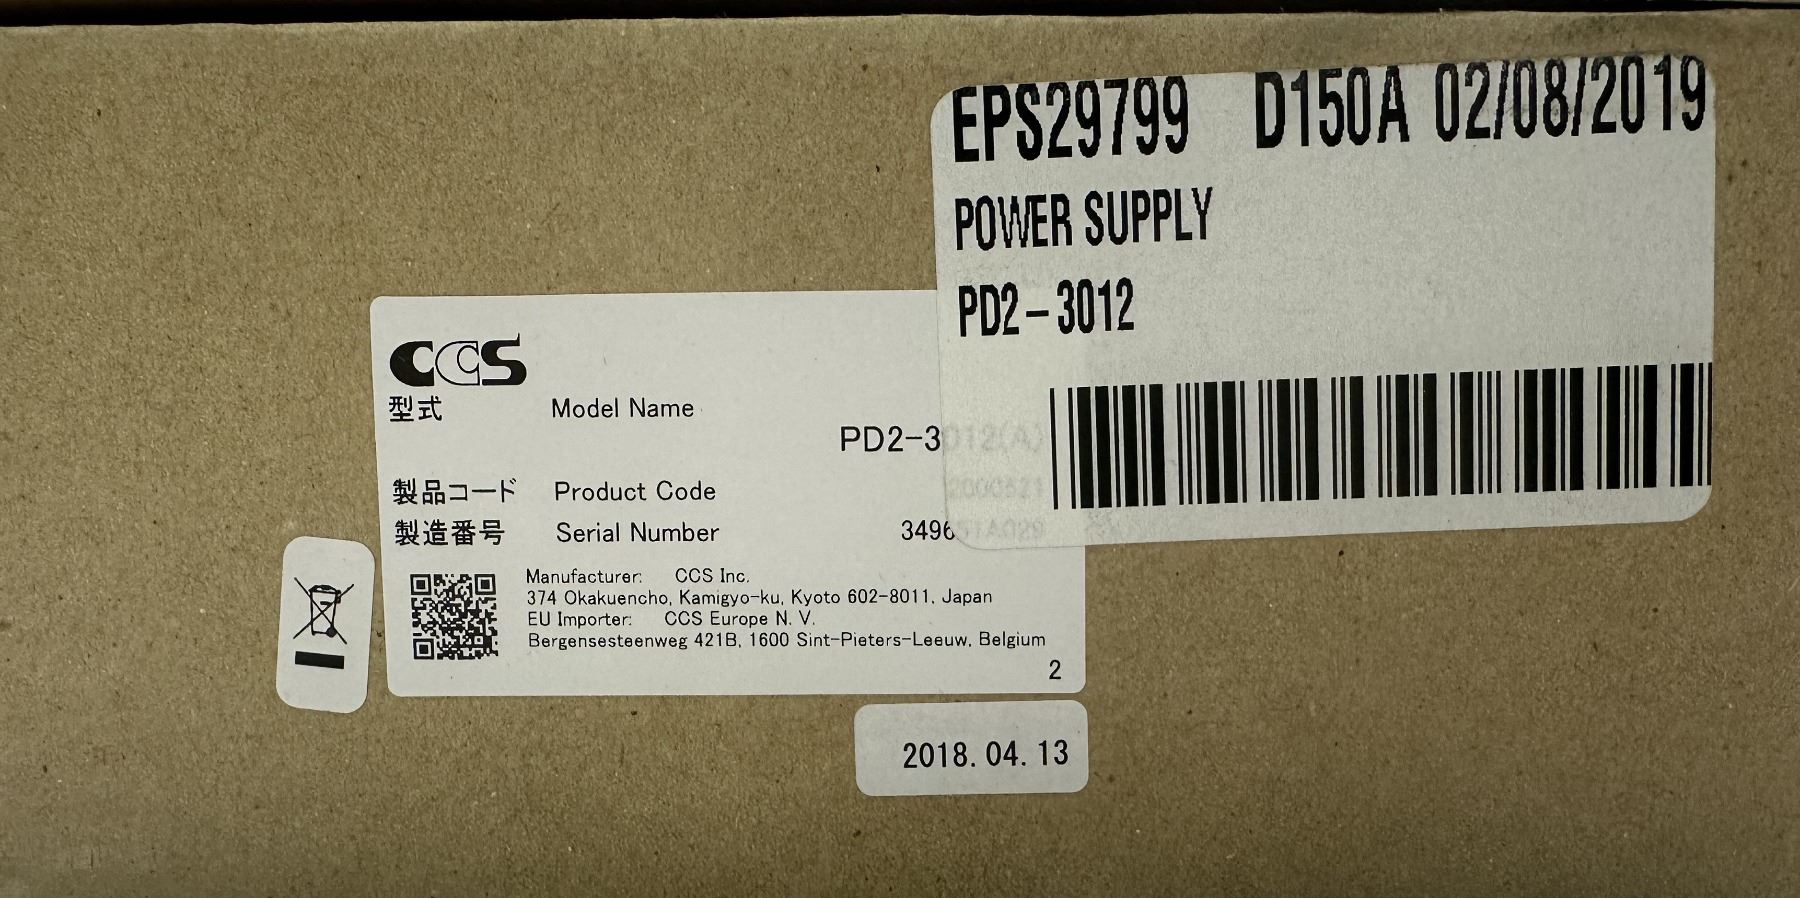 EPS29799 D150A 02/08/2019
POWER SUPPLY
PD2-3012
CCS
型式 Model Name
PD2-3012(A)
製品コード Product Code
製造番号 Serial Number 3496
Manufacturer: CCS Inc.
374 Okakuencho, Kamigyo-ku, Kyoto 602-8011, Japan
EU Importer: CCS Europe N. V.
Bergensesteenweg 421B, 1600 Sint-Pieters-Leeuw, Belgium
2
2018. 04. 13